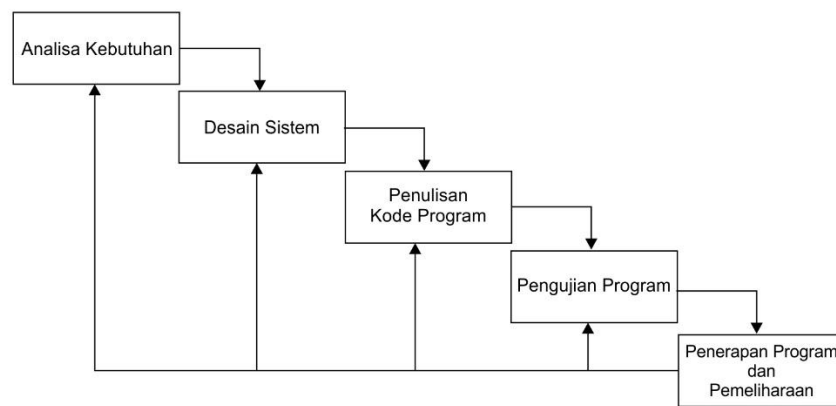 Analisa Kebutuhan
Desain Sistem
Penulisan
Kode Program
Pengujian Program
Penerapan Program
dan
Pemeliharaan